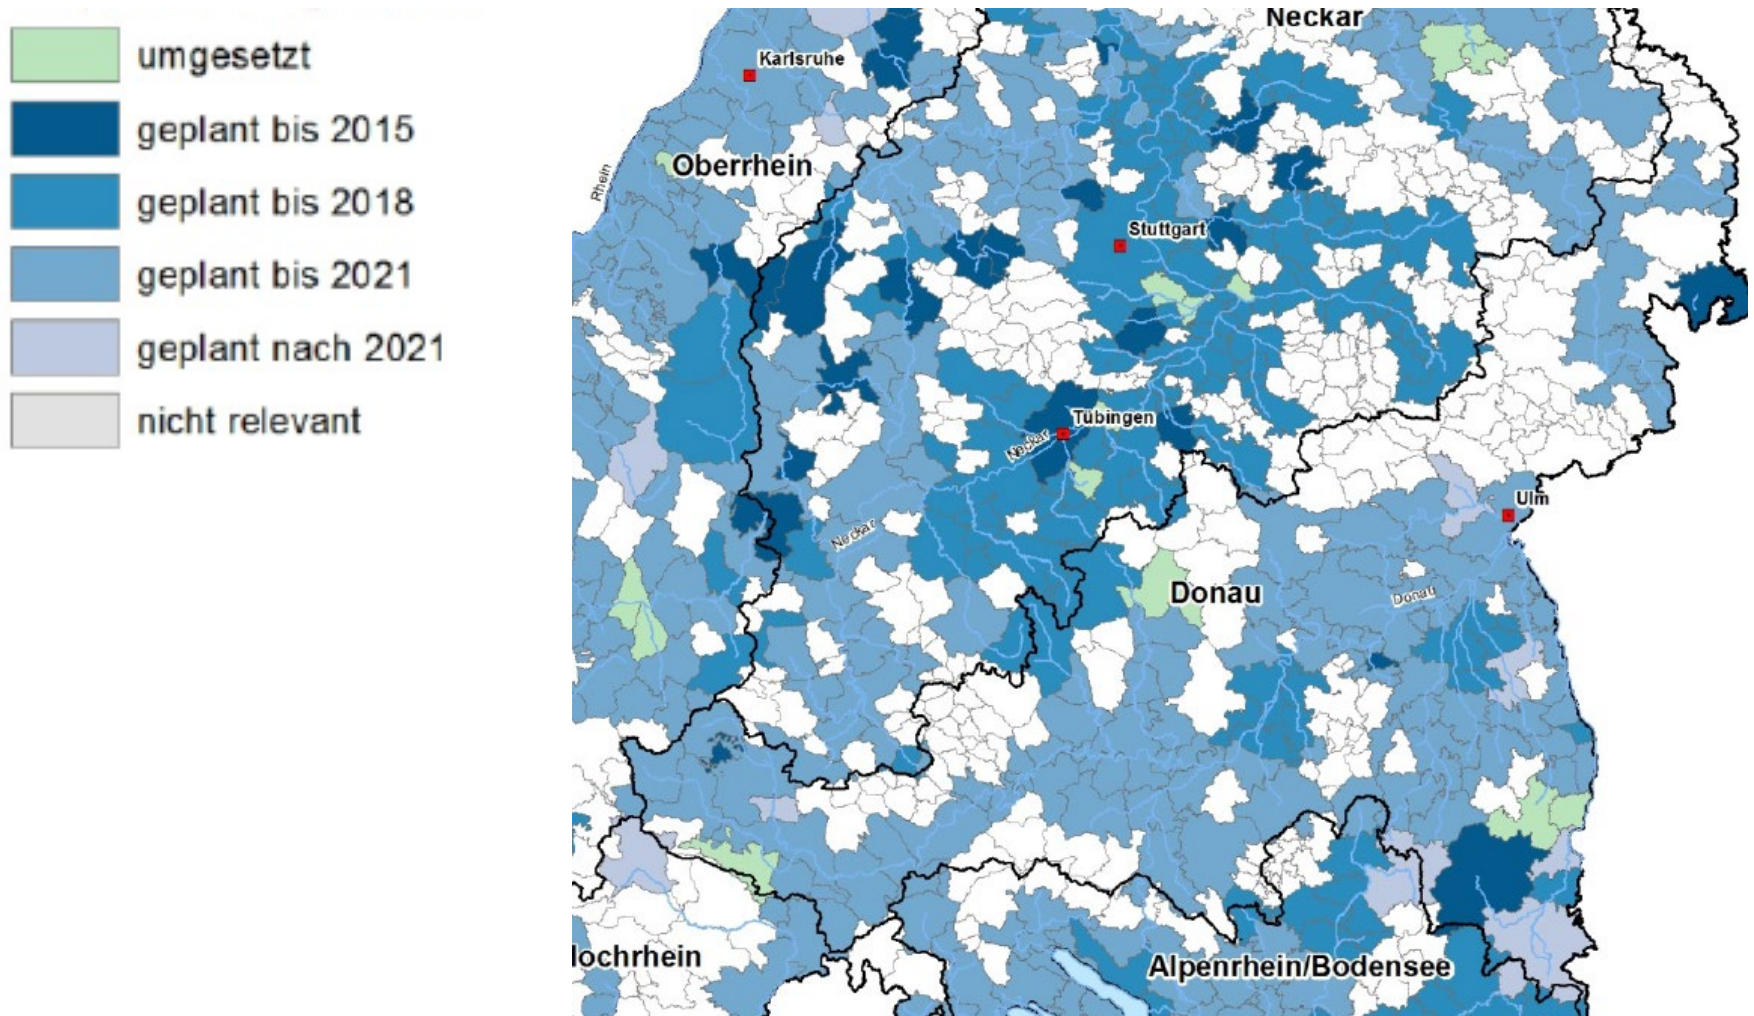 umgesetzt
geplant bis 2015
geplant bis 2018
geplant bis 2021
geplant nach 2021
nicht relevant
Neckar
Karlsruhe
Oberrhein
Rhein
Stuttgart
Tübingen
Neckar
Ulm
Neckar
Donau
Donau
lochrhein
Alpenrhein/Bodensee